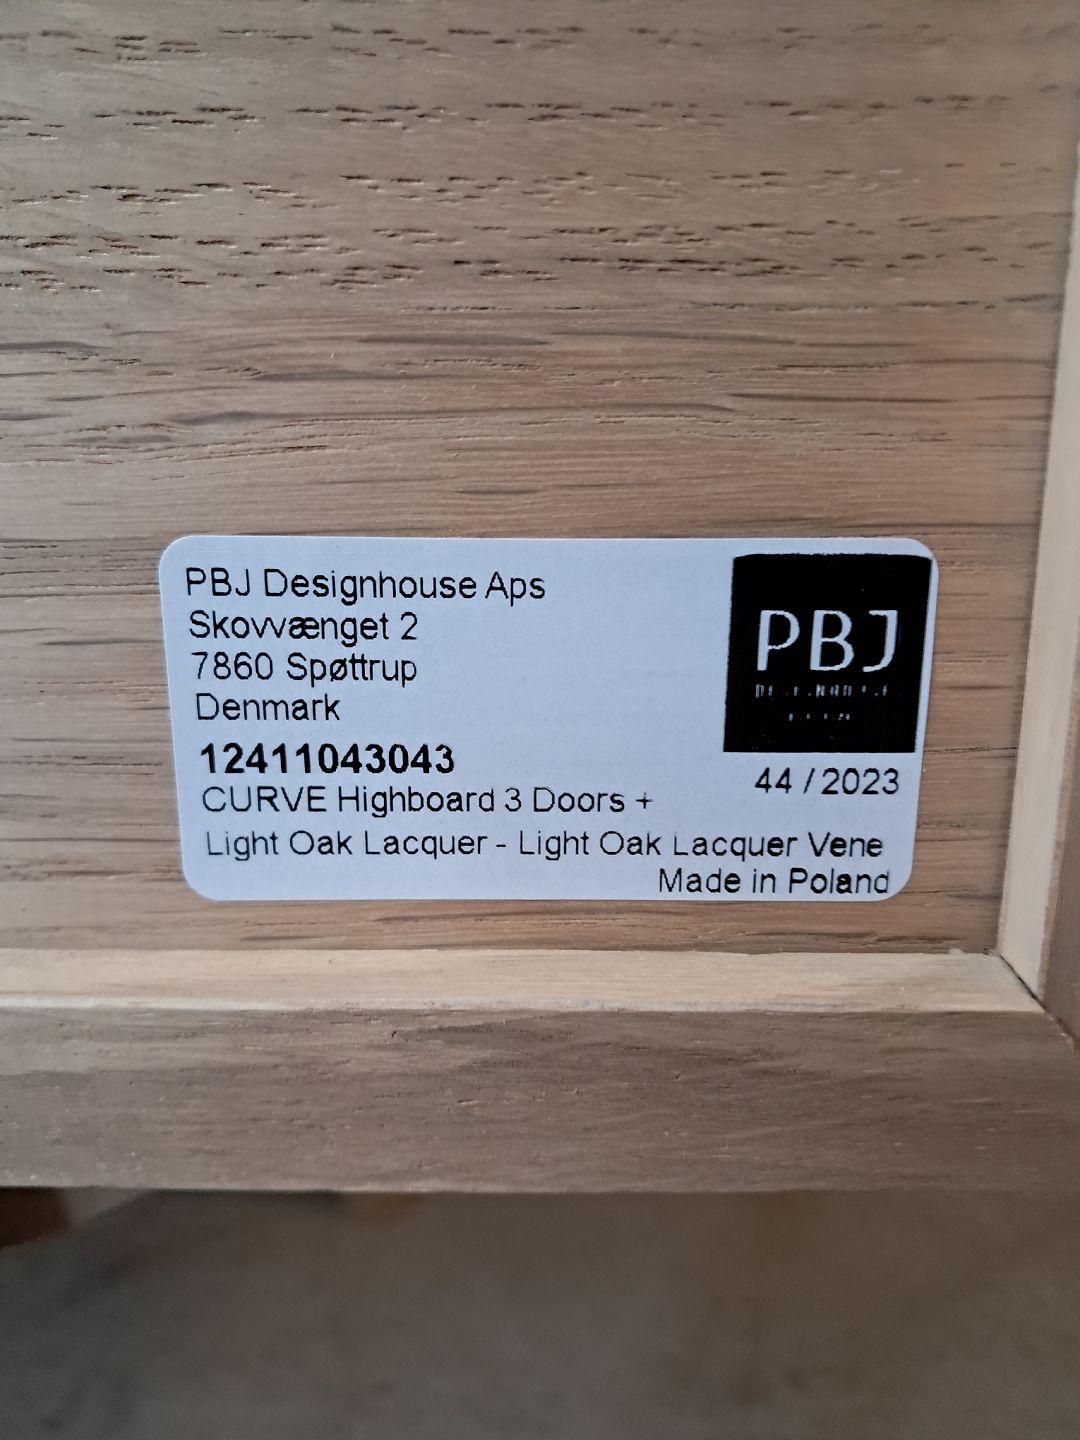 PBJ Designhouse Aps
Skovvænget 2
7860 Spøttrup
Denmark
12411043043
CURVE Highboard 3 Doors +
Light Oak Lacquer - Light Oak Lacquer Vene
Made in Poland
PBJ
44 / 2023